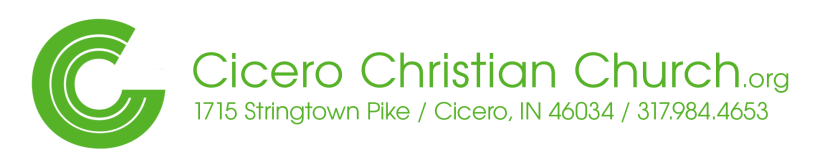 Cicero Christian Church.org
1715 Stringtown Pike / Cicero, IN 46034 / 317.984.4653